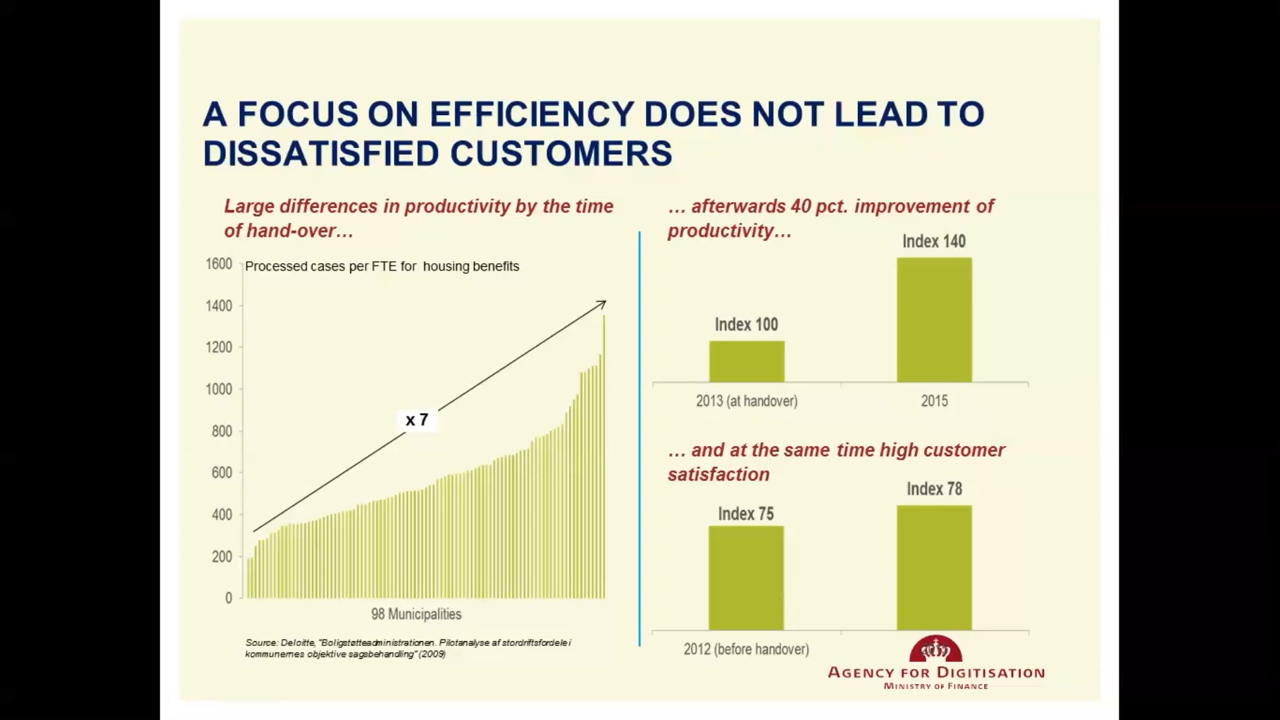 A FOCUS ON EFFICIENCY DOES NOT LEAD TO
DISSATISFIED CUSTOMERS
Large differences in productivity by the time
of hand-over…
Processed cases per FTE for housing benefits
1600
1400
1200
1000
800
600
400
200
0
x 7
98 Municipalities
Source: Deloitte, "Boligstøtteadministrationen. Pilotanalyse af stordriftsfordele i
kommunernes objektive sagsbehandling" (2009)
… afterwards 40 pct. improvement of
productivity…
Index 100
Index 140
2013 (at handover)
2015
… and at the same time high customer
satisfaction
Index 75
Index 78
2012 (before handover)
AGENCY FOR DIGITISATION
MINISTRY OF FINANCE